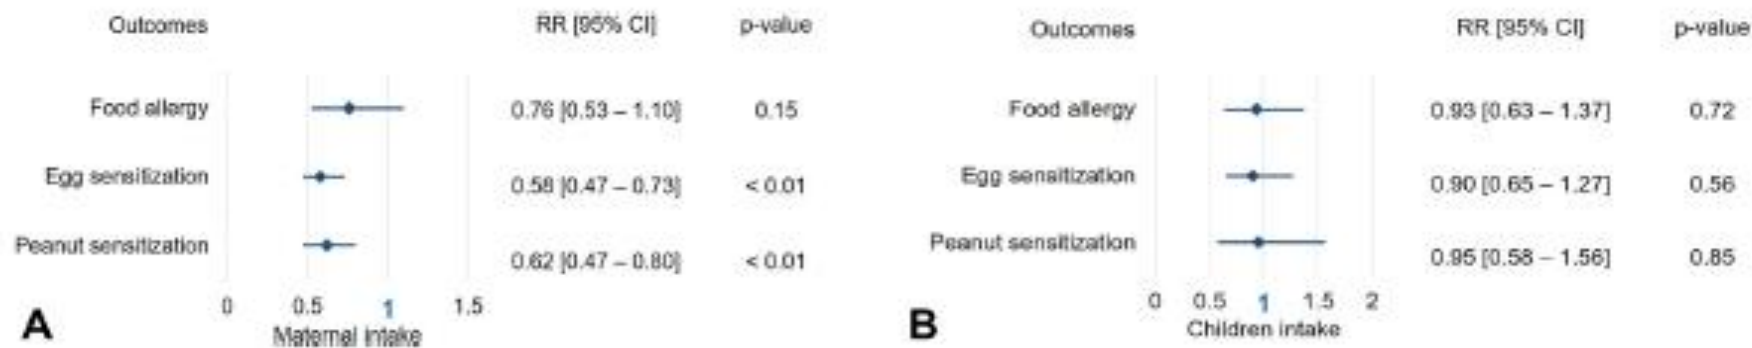 Outcomes RR [95% CI] p-value
Food allergy 0.76 [0.53 – 1.10] 0.15
Egg sensitization 0.58 [0.47 – 0.73] < 0.01
Peanut sensitization 0.62 [0.47 – 0.80] < 0.01
0 0.5 1 1.5
A Maternal intake
Outcomes RR [95% CI] p-value
Food allergy 0.93 [0.63 – 1.37] 0.72
Egg sensitization 0.90 [0.65 – 1.27] 0.56
Peanut sensitization 0.95 [0.58 – 1.56] 0.85
0 0.5 1 1.5 2
B Children intake